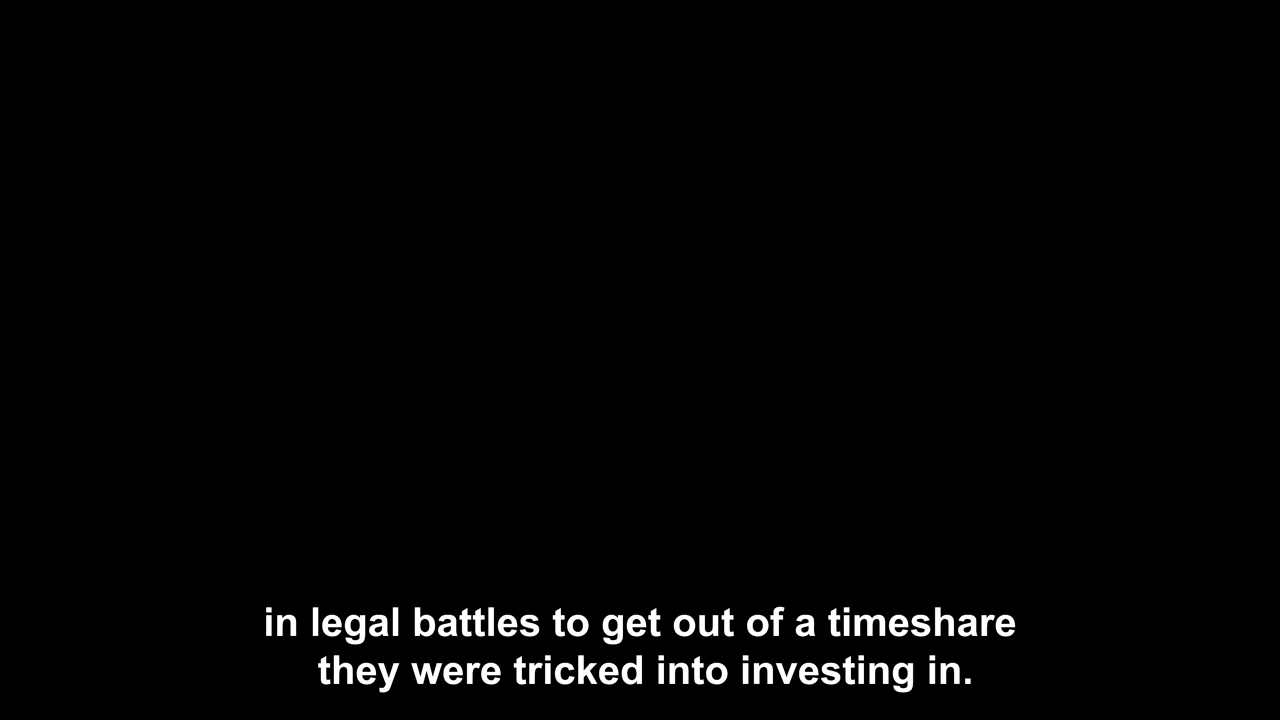 in legal battles to get out of a timeshare
they were tricked into investing in.